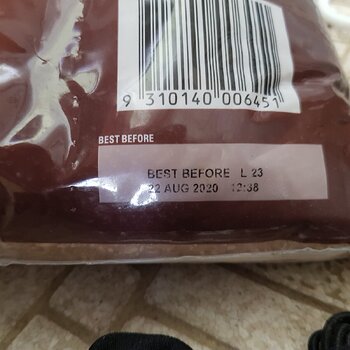 9 310140 006451
BEST BEFORE
BEST BEFORE L 23
22 AUG 2020 12:38